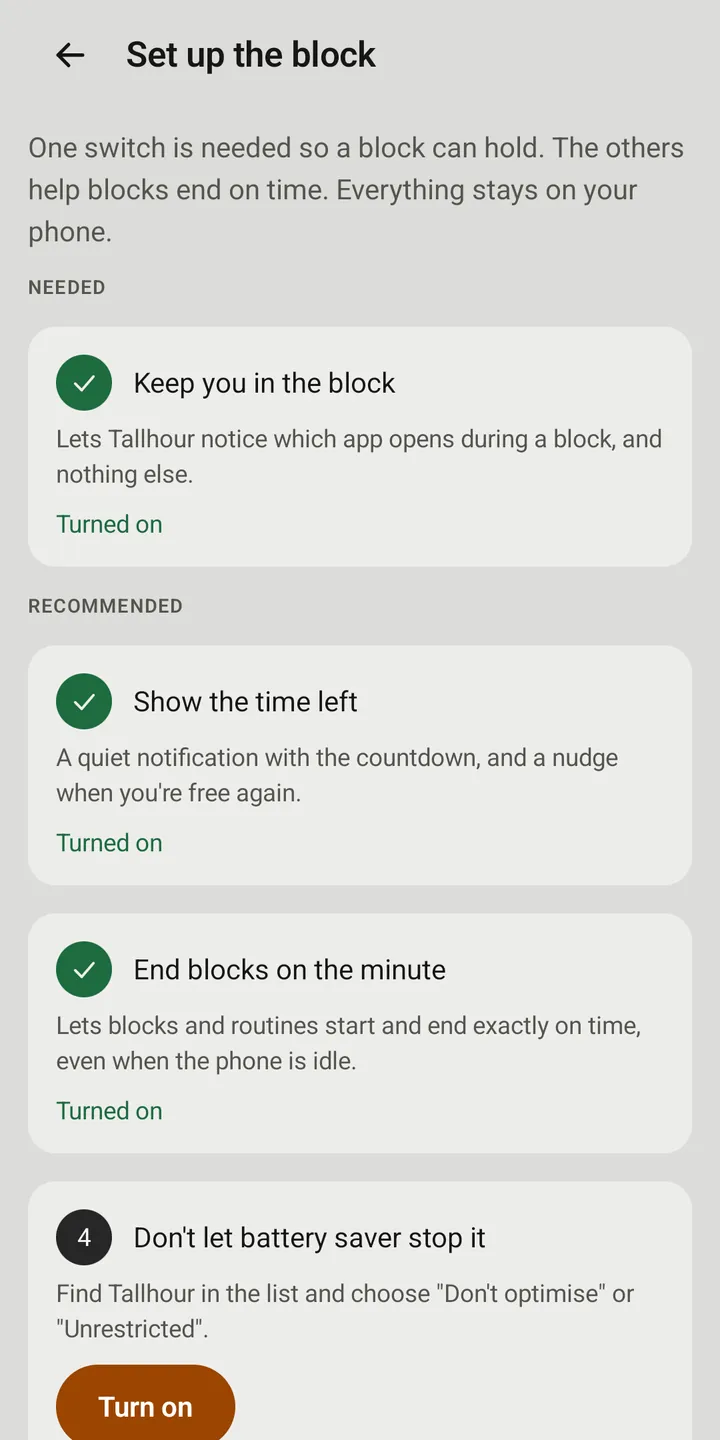 Set up the block
One switch is needed so a block can hold. The others
help blocks end on time. Everything stays on your
phone.
NEEDED
Keep you in the block
Lets Tallhour notice which app opens during a block, and
nothing else.
Turned on
RECOMMENDED
Show the time left
A quiet notification with the countdown, and a nudge
when you're free again.
Turned on
End blocks on the minute
Lets blocks and routines start and end exactly on time,
even when the phone is idle.
Turned on
4 Don't let battery saver stop it
Find Tallhour in the list and choose "Don't optimise" or
"Unrestricted".
Turn on